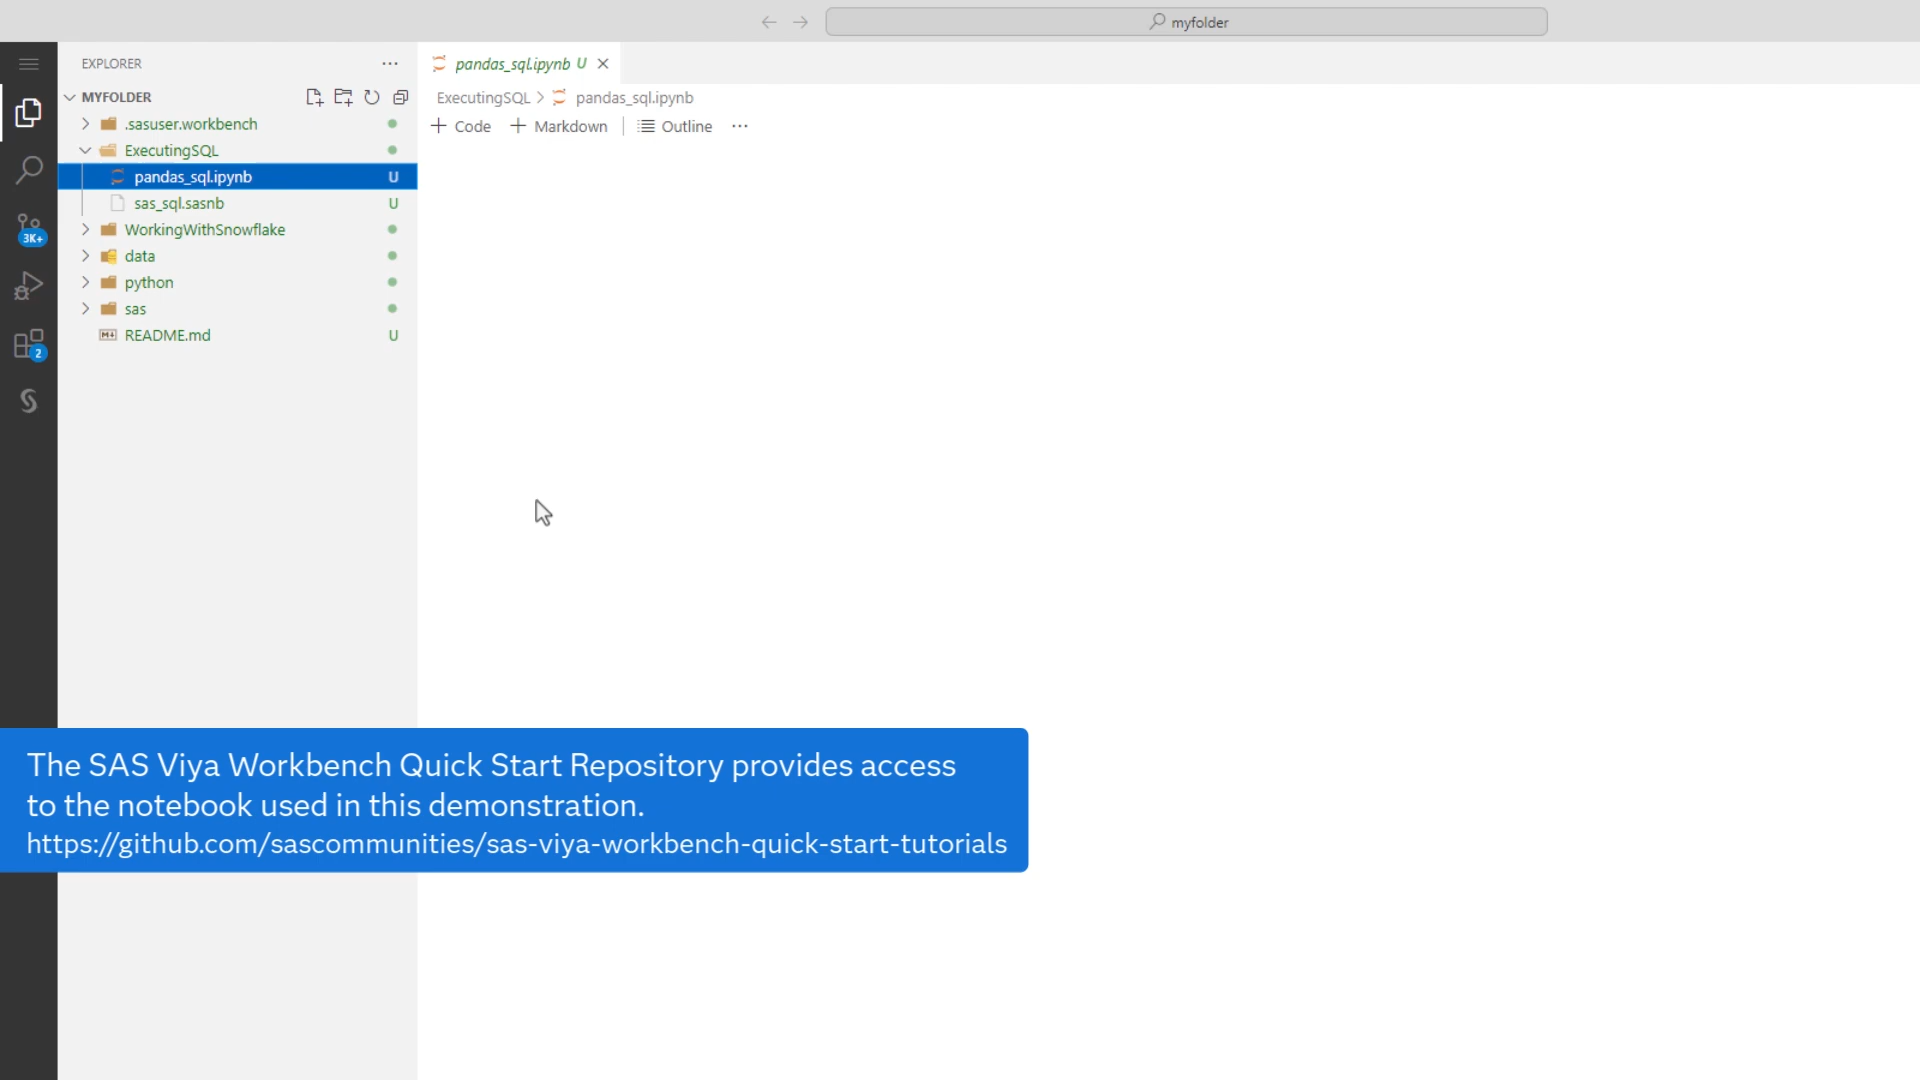 myfolder
EXPLORER
MYFOLDER
.sasuser.workbench
ExecutingSQL
pandas_sql.ipynb U
sas_sql.sasnb U
WorkingWithSnowflake
data
python
sas
README.md U
3K+
2
pandas_sql.ipynb U
ExecutingSQL > pandas_sql.ipynb
+ Code + Markdown Outline ...
The SAS Viya Workbench Quick Start Repository provides access
to the notebook used in this demonstration.
https://github.com/sascommunities/sas-viya-workbench-quick-start-tutorials